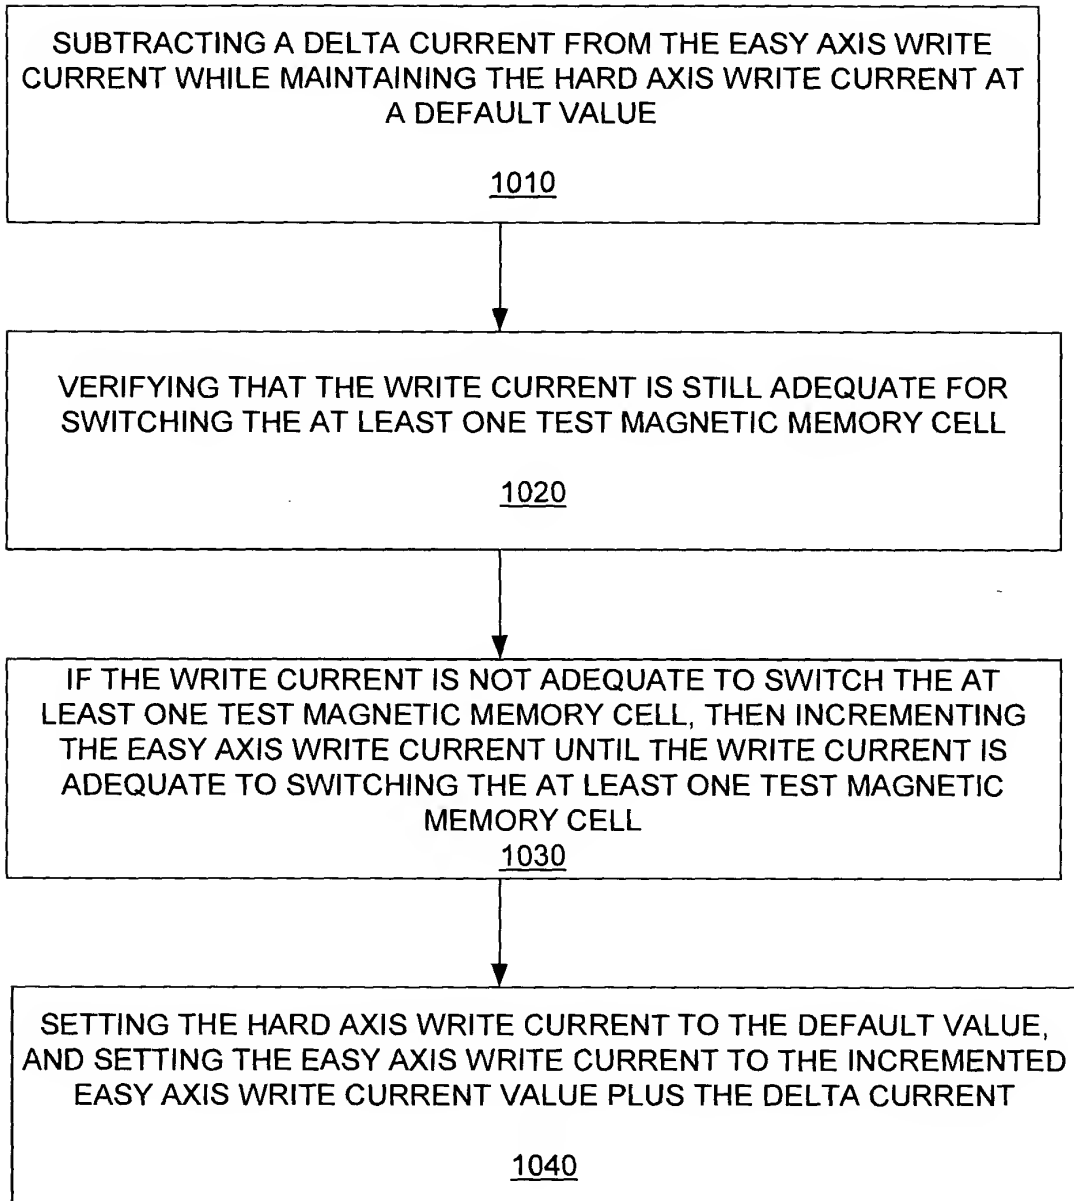 SUBTRACTING A DELTA CURRENT FROM THE EASY AXIS WRITE
CURRENT WHILE MAINTAINING THE HARD AXIS WRITE CURRENT AT
A DEFAULT VALUE
1010
VERIFYING THAT THE WRITE CURRENT IS STILL ADEQUATE FOR
SWITCHING THE AT LEAST ONE TEST MAGNETIC MEMORY CELL
1020
IF THE WRITE CURRENT IS NOT ADEQUATE TO SWITCH THE AT
LEAST ONE TEST MAGNETIC MEMORY CELL, THEN INCREMENTING
THE EASY AXIS WRITE CURRENT UNTIL THE WRITE CURRENT IS
ADEQUATE TO SWITCHING THE AT LEAST ONE TEST MAGNETIC
MEMORY CELL
1030
SETTING THE HARD AXIS WRITE CURRENT TO THE DEFAULT VALUE,
AND SETTING THE EASY AXIS WRITE CURRENT TO THE INCREMENTED
EASY AXIS WRITE CURRENT VALUE PLUS THE DELTA CURRENT
1040